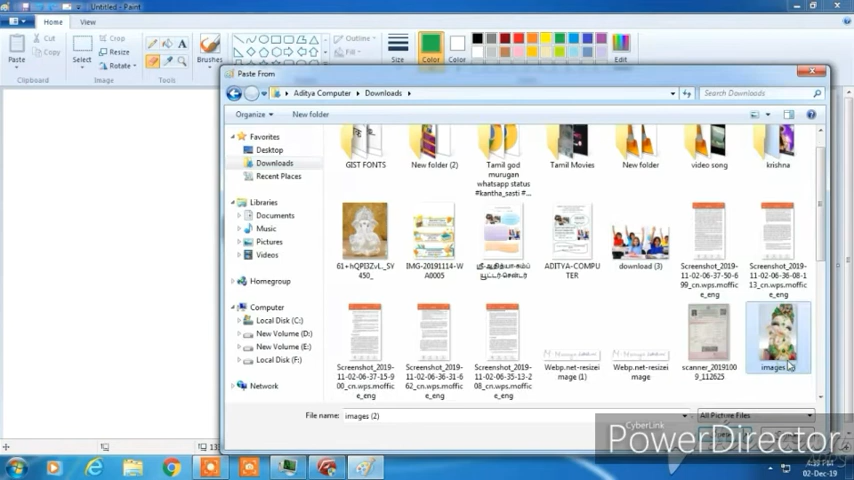 Untitled - Paint
Home
View
Cut
Copy
Paste
Clipboard
Select
Crop
Resize
Rotate
Image
Tools
Brushes
Outline
Fill
Size
Color
Color
Edit
Paste From
Aditya Computer
Downloads
Search Downloads
Organize
New folder
Favorites
Desktop
Downloads
Recent Places
Libraries
Documents
Music
Pictures
Videos
Homegroup
Computer
Local Disk (C:)
New Volume (D:)
New Volume (E:)
Local Disk (F:)
Network
GIST FONTS
New folder (2)
Tamil god
murugan
whatsapp status
#kantha_sasti #...
Tamil Movies
New folder
video song
krishna
61+hQPI3ZvL._SY
450_
IMG-20191114-W
A0005
ADITYA-COMPU
TER
download (3)
Screenshot_2019-
11-02-06-37-50-6
99_cn.wps.moffic
e_eng
Screenshot_2019-
11-02-06-36-08-1
13_cn.wps.moffic
e_eng
Screenshot_2019-
11-02-06-37-15-9
00_cn.wps.moffic
e_eng
Screenshot_2019-
11-02-06-36-31-6
62_cn.wps.moffic
e_eng
Screenshot_2019-
11-02-06-35-13-2
08_cn.wps.moffic
e_eng
Webp.net-resizei
mage (1)
Webp.net-resizei
mage
scanner_2019100
9_112625
images
File name:
images (2)
All Picture Files
CyberLink
PowerDirector
02-Dec-19